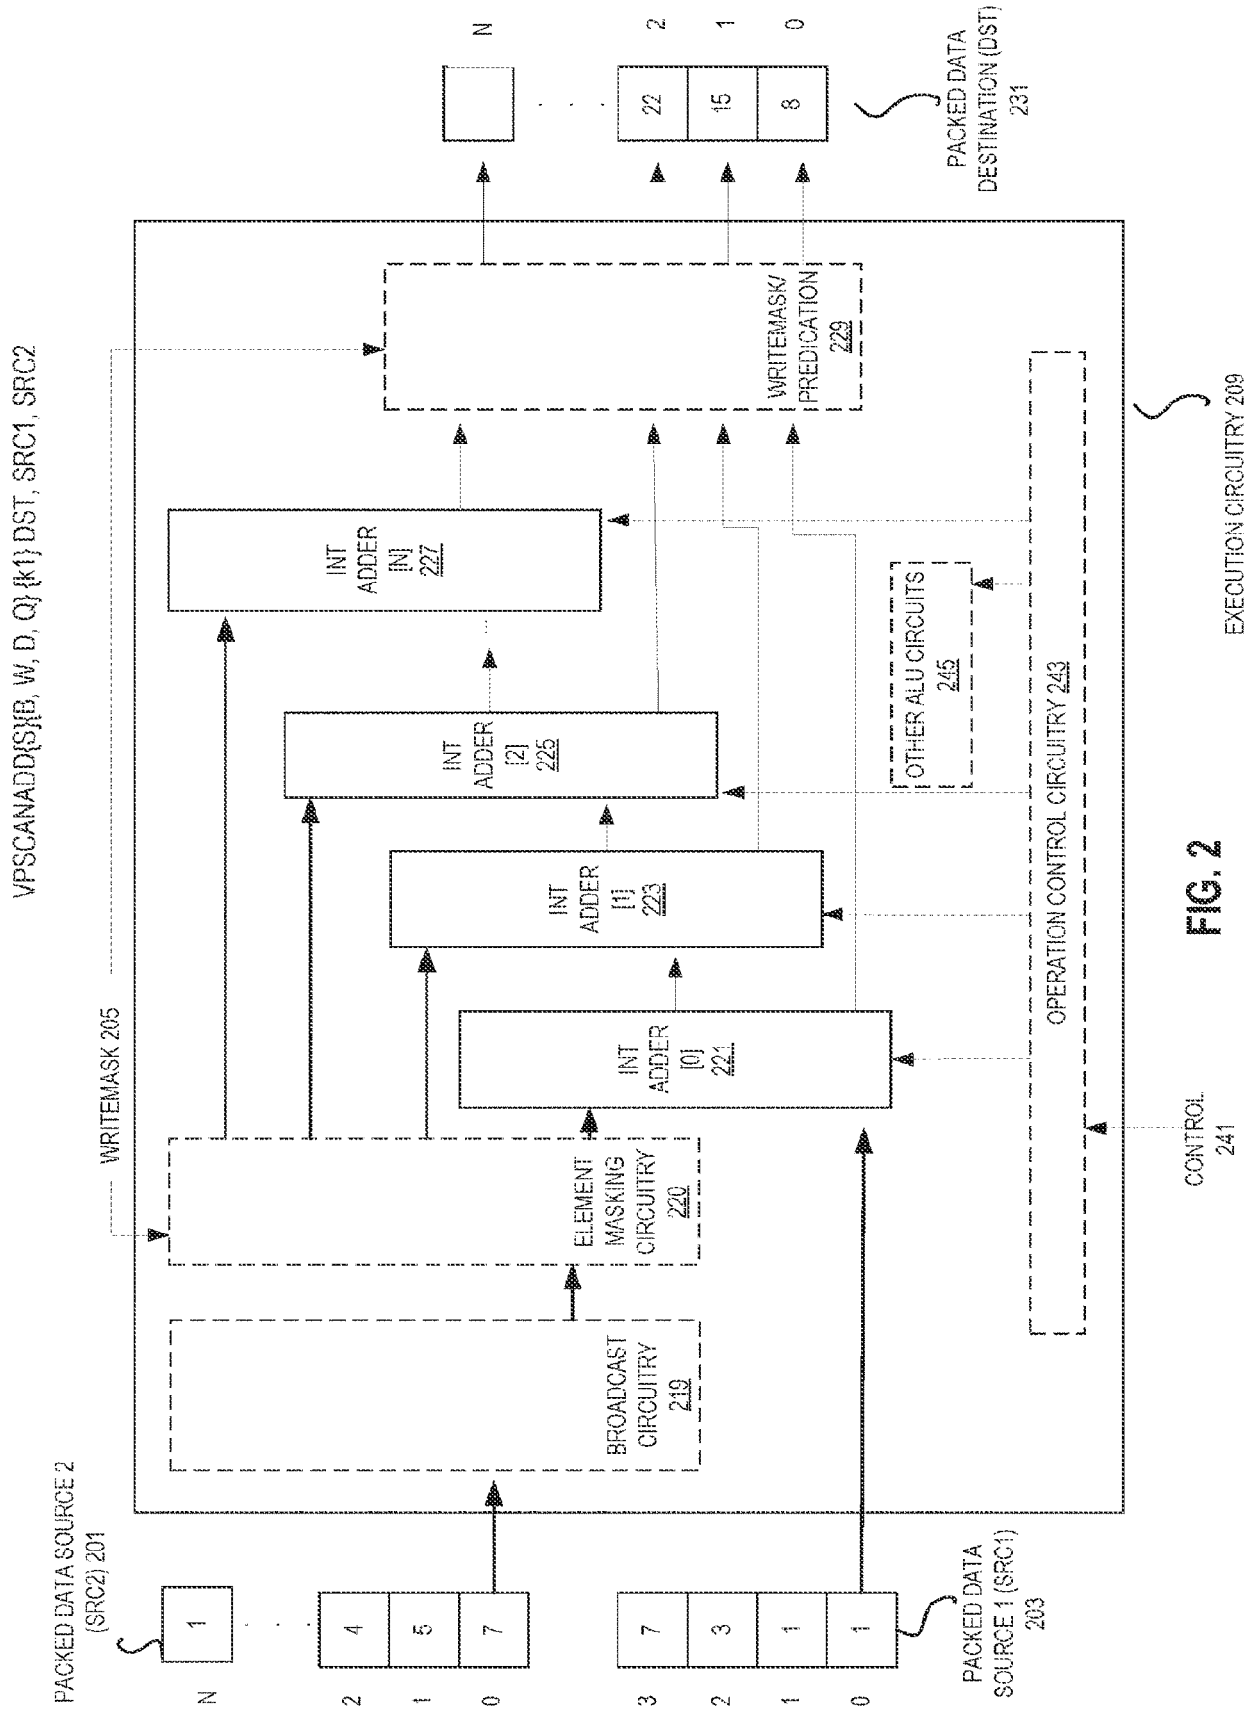 VPSCANADD{S}{B, W, D, Q} {k1} DST, SRC1, SRC2
PACKED DATA SOURCE 2
(SRC2) 201
N
1
2
4
1
5
0
7
3
7
2
3
1
1
0
1
PACKED DATA
SOURCE 1 (SRC1)
203
WRITEMASK 205
BROADCAST
CIRCUITRY
219
ELEMENT
MASKING
CIRCUITRY
220
INT
ADDER
[0]
221
INT
ADDER
[1]
223
INT
ADDER
[2]
225
INT
ADDER
[N]
227
WRITEMASK/
PREDICATION
229
OTHER ALU CIRCUITS
245
OPERATION CONTROL CIRCUITRY 243
CONTROL
241
EXECUTION CIRCUITRY 209
N
22
2
15
1
8
0
PACKED DATA
DESTINATION (DST)
231
FIG. 2